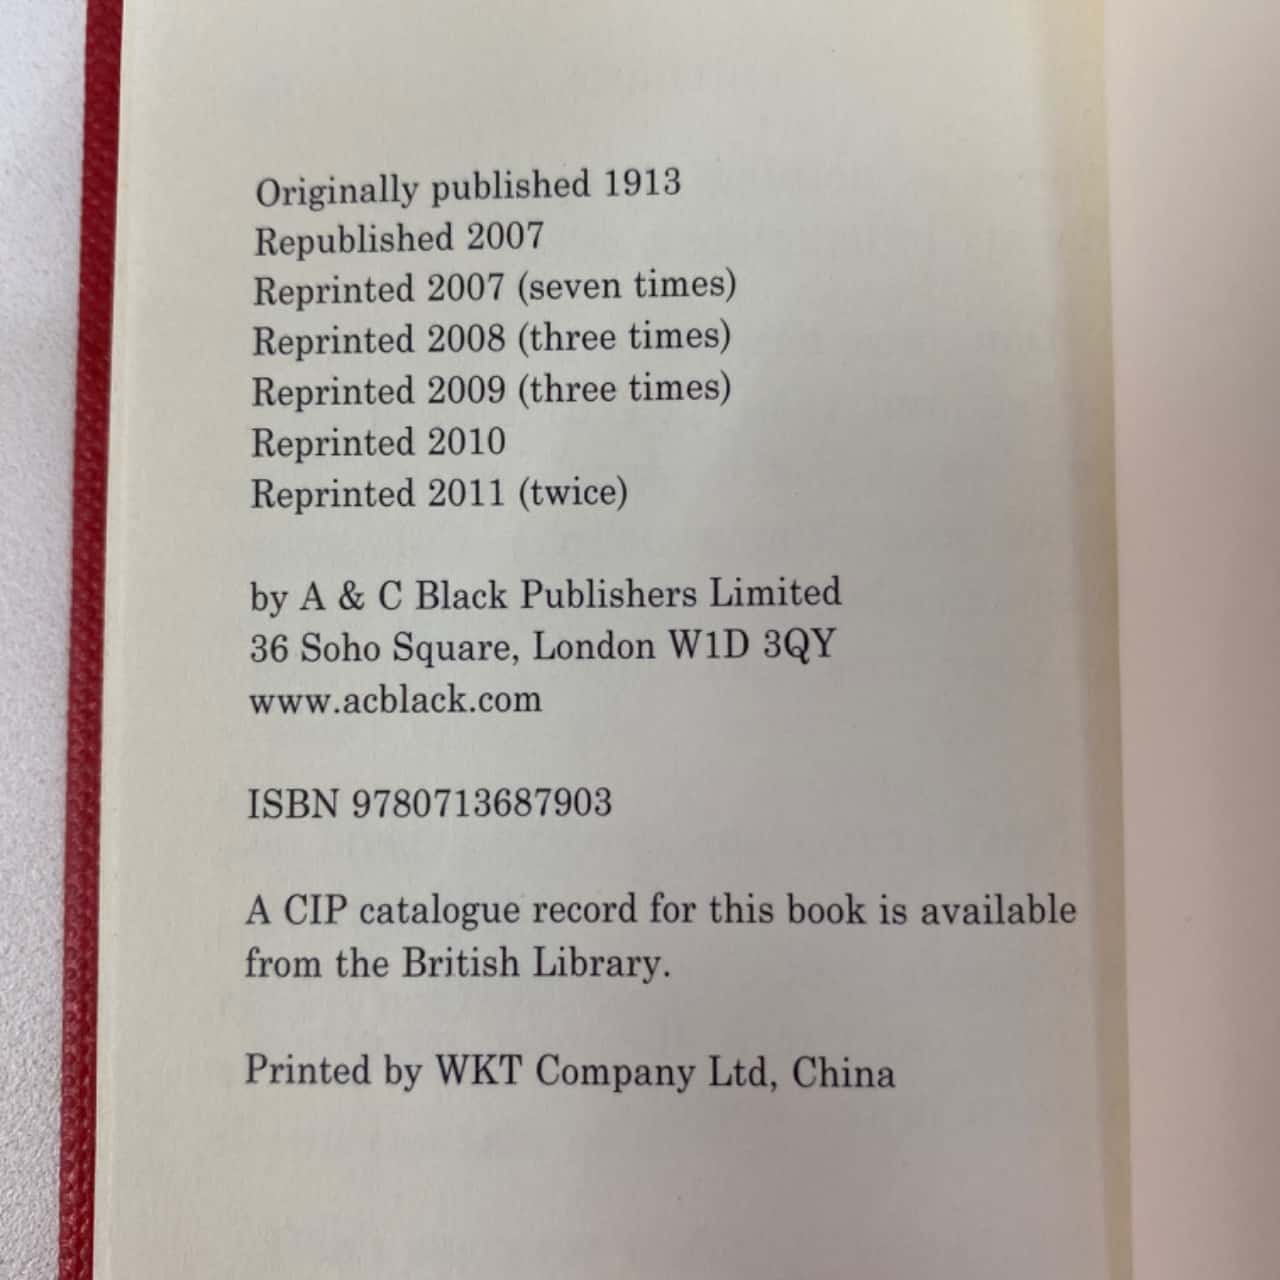 Originally published 1913
Republished 2007
Reprinted 2007 (seven times)
Reprinted 2008 (three times)
Reprinted 2009 (three times)
Reprinted 2010
Reprinted 2011 (twice)
by A & C Black Publishers Limited
36 Soho Square, London W1D 3QY
www.acblack.com
ISBN 9780713687903
A CIP catalogue record for this book is available
from the British Library.
Printed by WKT Company Ltd, China